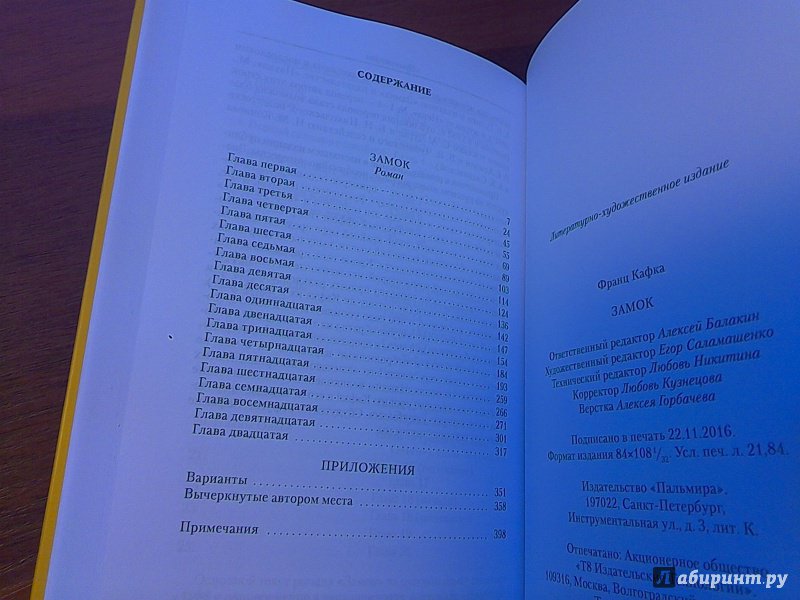 СОДЕРЖАНИЕ
ЗАМОК
Роман
Глава первая 7
Глава вторая 24
Глава третья 45
Глава четвертая 55
Глава пятая 69
Глава шестая 89
Глава седьмая 103
Глава восьмая 114
Глава девятая 124
Глава десятая 136
Глава одиннадцатая 142
Глава двенадцатая 147
Глава тринадцатая 154
Глава четырнадцатая 184
Глава пятнадцатая 193
Глава шестнадцатая 259
Глава семнадцатая 266
Глава восемнадцатая 271
Глава девятнадцатая 301
Глава двадцатая 317
ПРИЛОЖЕНИЯ
Варианты 351
Вычеркнутые автором места 358
Примечания 398
Литературно-художественное издание
Франц Кафка
ЗАМОК
Ответственный редактор Алексей Балакин
Художественный редактор Егор Саламашенко
Технический редактор Любовь Никитина
Корректор Любовь Кузнецова
Верстка Алексея Горбачева
Подписано в печать 22.11.2016.
Формат издания 84×108 1/32. Усл. печ. л. 21,84.
Издательство «Пальмира».
197022, Санкт-Петербург,
Инструментальная ул., д. 3, лит. К.
Отпечатано: Акционерное общество
«Т8 Издательские
109316, Москва, Волгоградский
Лабиринт.ру